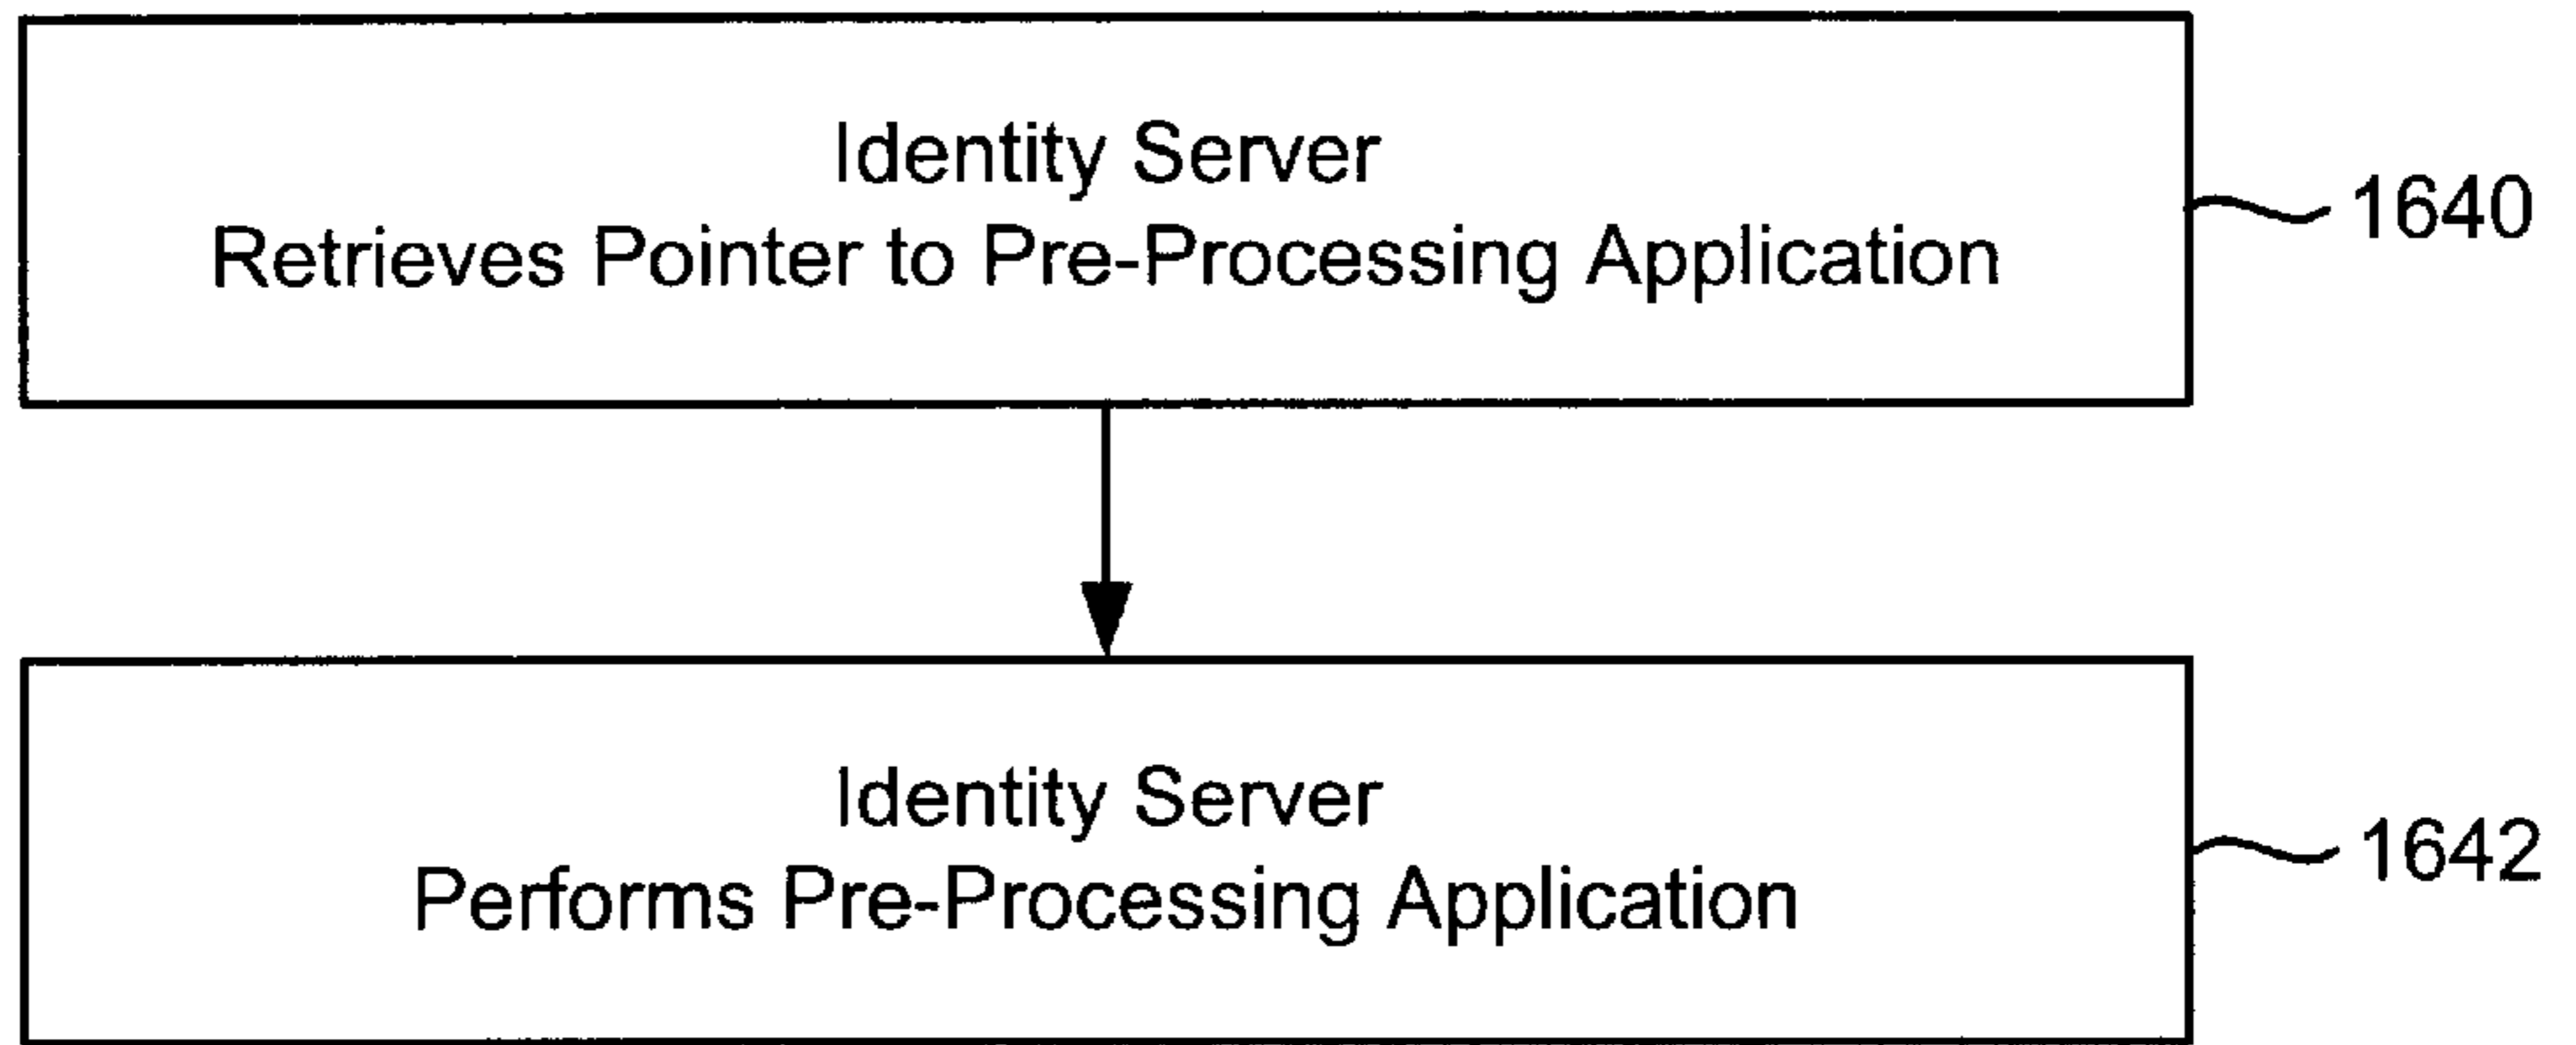 Identity Server
Retrieves Pointer to Pre-Processing Application
1640
Identity Server
Performs Pre-Processing Application
1642